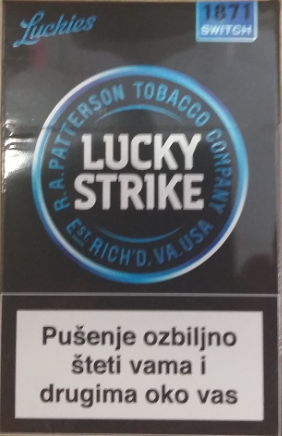 Luckies
1871
SWITCH
R.A. PATTERSON TOBACCO COMPANY
LUCKY
STRIKE
EST RICH'D, VA. USA
Pušenje ozbiljno
šteti vama i
drugima oko vas